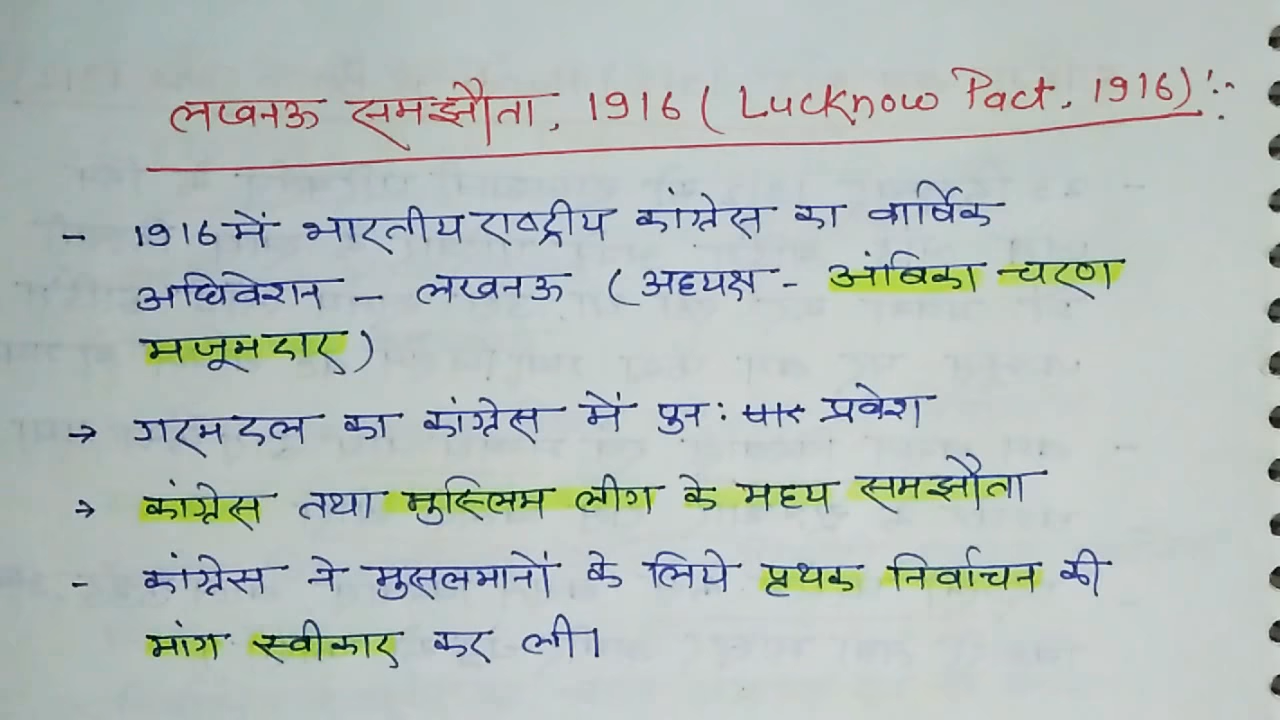 लखनऊ समझौता, 1916 ( Lucknow Pact, 1916) :-
- 1916 में भारतीय राष्ट्रीय कांग्रेस का वार्षिक
अधिवेशन - लखनऊ (अध्यक्ष - अंबिका चरण
मजूमदार)
→ गरमदल का कांग्रेस में पुन: प्रवेश
→ कांग्रेस तथा मुस्लिम लीग के मध्य समझौता
- कांग्रेस ने मुसलमानों के लिये पृथक निर्वाचन की
मांग स्वीकार कर ली।